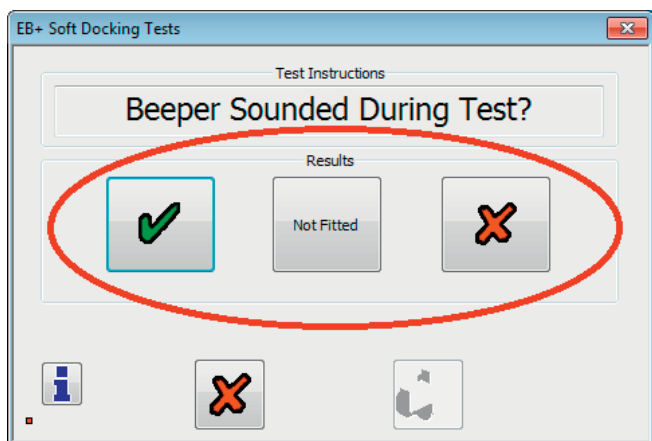 EB+ Soft Docking Tests
Test Instructions
Beeper Sounded During Test?
Results
Not Fitted